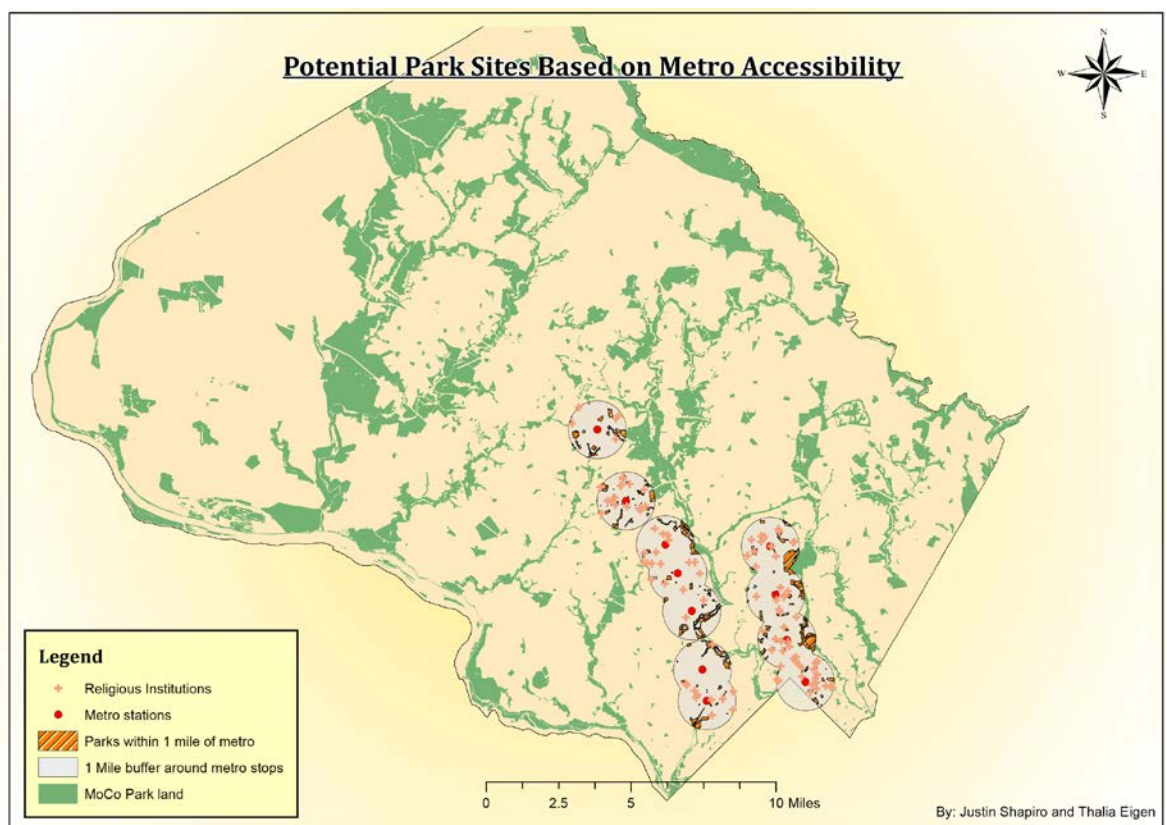 Potential Park Sites Based on Metro Accessibility
N
W E
S
Legend
Religious Institutions
Metro stations
Parks within 1 mile of metro
1 Mile buffer around metro stops
MoCo Park land
0 2.5 5 10 Miles
By: Justin Shapiro and Thalia Eigen